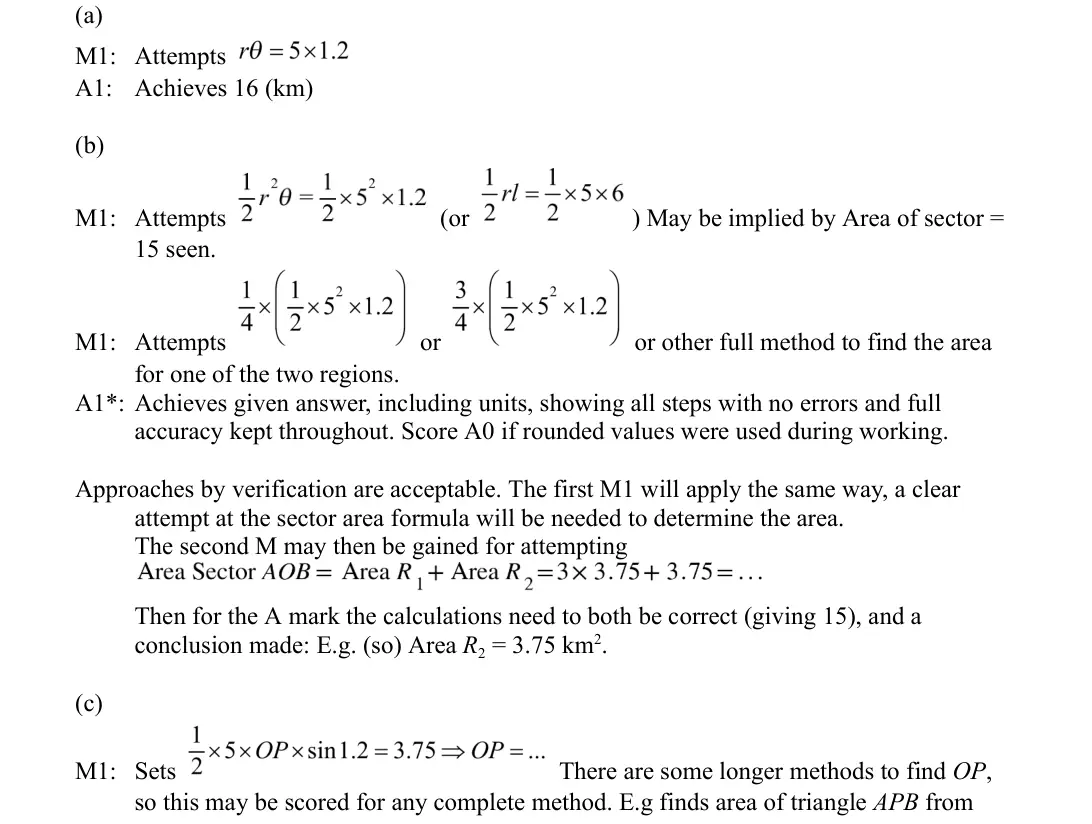 (a)
M1: Attempts rθ = 5×1.2
A1: Achieves 16 (km)
(b)
M1: Attempts 1/2 r²θ = 1/2 × 5² × 1.2 (or 1/2 rl = 1/2 × 5 × 6 ) May be implied by Area of sector =
15 seen.
M1: Attempts 1/4 × (1/2 × 5² × 1.2) or 3/4 × (1/2 × 5² × 1.2) or other full method to find the area
for one of the two regions.
A1*: Achieves given answer, including units, showing all steps with no errors and full
accuracy kept throughout. Score A0 if rounded values were used during working.
Approaches by verification are acceptable. The first M1 will apply the same way, a clear
attempt at the sector area formula will be needed to determine the area.
The second M may then be gained for attempting
Area Sector AOB = Area R₁ + Area R₂ = 3 × 3.75 + 3.75 = …
Then for the A mark the calculations need to both be correct (giving 15), and a
conclusion made: E.g. (so) Area R₂ = 3.75 km².
(c)
M1: Sets 1/2 × 5 × OP × sin 1.2 = 3.75 ⇒ OP = ... There are some longer methods to find OP,
so this may be scored for any complete method. E.g finds area of triangle APB from